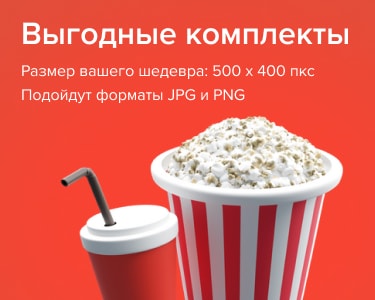 Выгодные комплекты
Размер вашего шедевра: 500 х 400 пкс
Подойдут форматы JPG и PNG